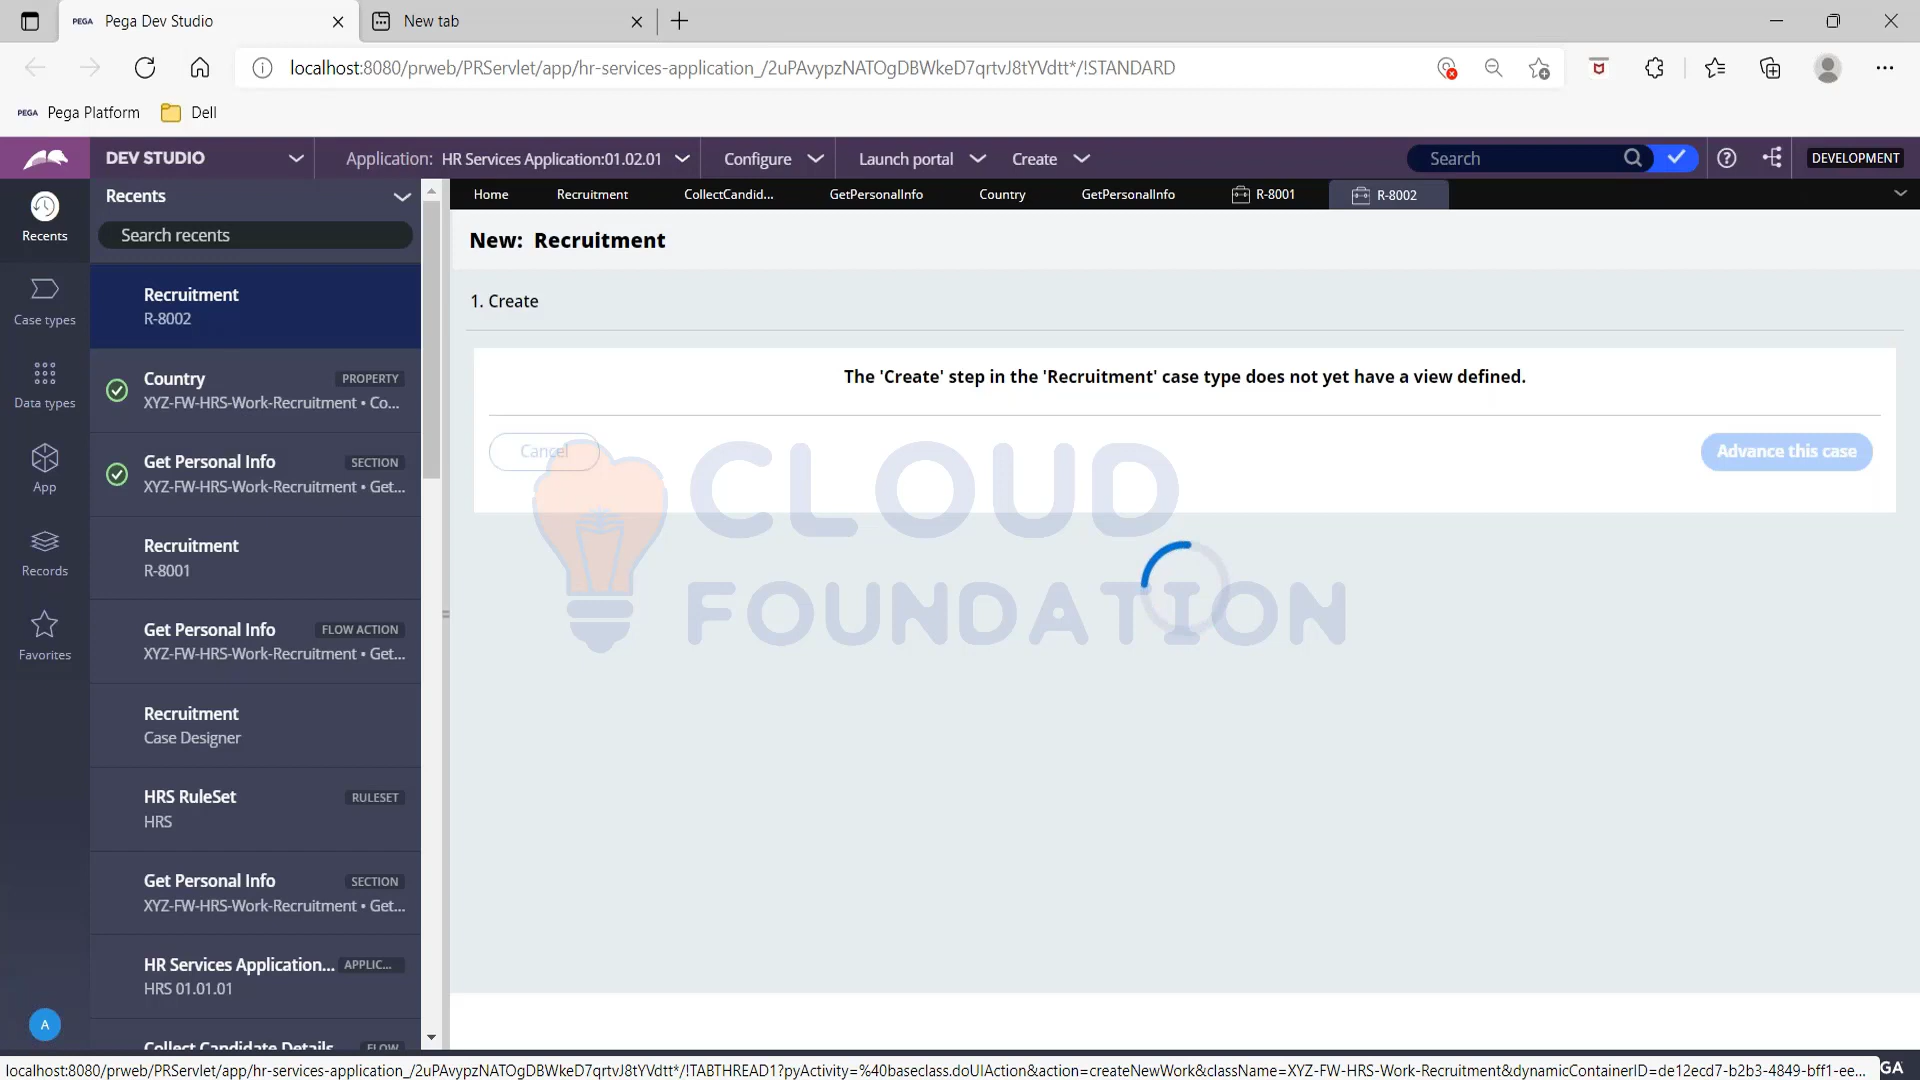 PEGA Pega Dev Studio
New tab
localhost:8080/prweb/PRServlet/app/hr-services-application_/2uPAvypzNATOgDBWkeD7qrtvJ8tYVdtt*/!STANDARD
PEGA Pega Platform
Dell
DEV STUDIO
Application: HR Services Application:01.02.01
Configure
Launch portal
Create
Search
DEVELOPMENT
Recents
Case types
Data types
App
Records
Favorites
A
Recents
Search recents
Recruitment
R-8002
Country PROPERTY
XYZ-FW-HRS-Work-Recruitment • Co...
Get Personal Info SECTION
XYZ-FW-HRS-Work-Recruitment • Get...
Recruitment
R-8001
Get Personal Info FLOW ACTION
XYZ-FW-HRS-Work-Recruitment • Get...
Recruitment
Case Designer
HRS RuleSet RULESET
HRS
Get Personal Info SECTION
XYZ-FW-HRS-Work-Recruitment • Get...
HR Services Application... APPLIC...
HRS 01.01.01
Collect Candidate Details FLOW
Home
Recruitment
CollectCandid...
GetPersonalInfo
Country
GetPersonalInfo
R-8001
R-8002
New: Recruitment
1. Create
The 'Create' step in the 'Recruitment' case type does not yet have a view defined.
Cancel
Advance this case
CLOUD
FOUNDATION
localhost:8080/prweb/PRServlet/app/hr-services-application_/2uPAvypzNATOgDBWkeD7qrtvJ8tYVdtt*/!TABTHREAD1?pyActivity=%40baseclass.doUIAction&action=createNewWork&className=XYZ-FW-HRS-Work-Recruitment&dynamicContainerID=de12ecd7-b2b3-4849-bff1-ee...